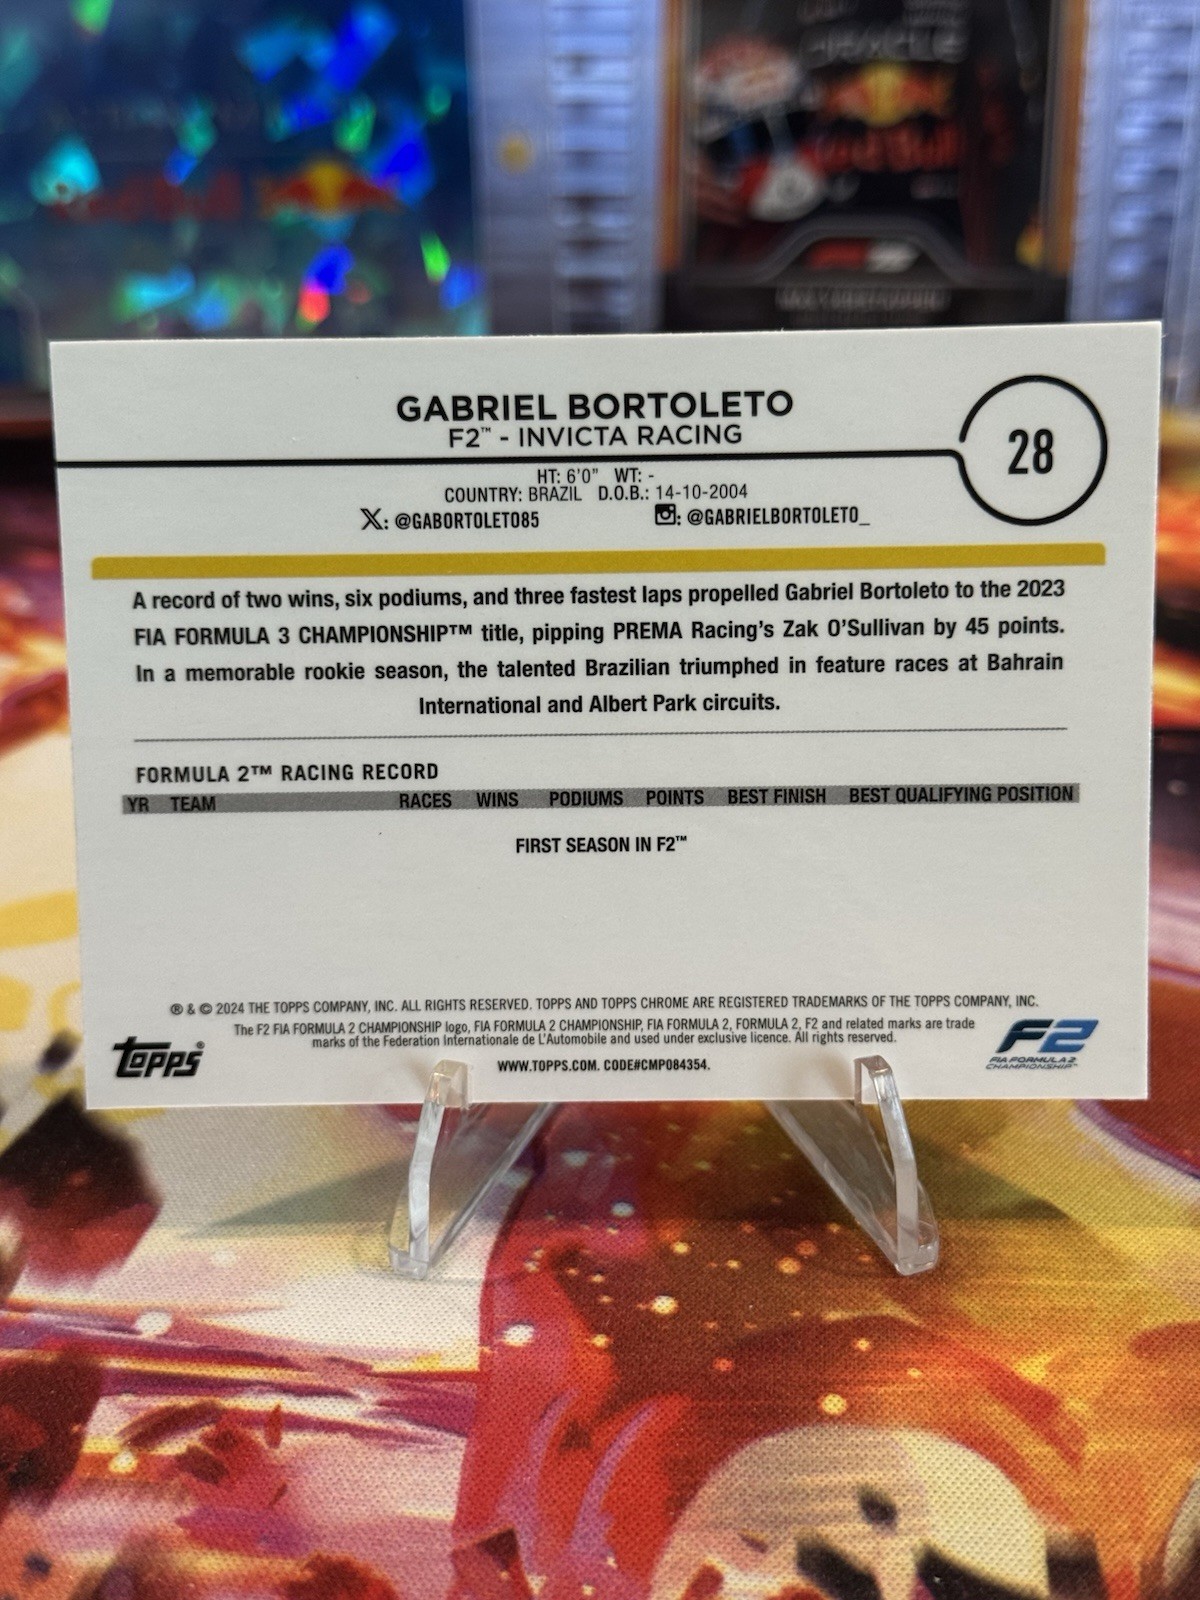 ORACLE
Red Bull
Red Bull
GABRIEL BORTOLETO
F2™ - INVICTA RACING
28
HT: 6'0" WT: -
COUNTRY: BRAZIL D.O.B.: 14-10-2004
X: @GABORTOLETO85
: @GABRIELBORTOLETO_
A record of two wins, six podiums, and three fastest laps propelled Gabriel Bortoleto to the 2023
FIA FORMULA 3 CHAMPIONSHIP™ title, pipping PREMA Racing's Zak O'Sullivan by 45 points.
In a memorable rookie season, the talented Brazilian triumphed in feature races at Bahrain
International and Albert Park circuits.
FORMULA 2™ RACING RECORD
YR TEAM RACES WINS PODIUMS POINTS BEST FINISH BEST QUALIFYING POSITION
FIRST SEASON IN F2™
® & © 2024 THE TOPPS COMPANY, INC. ALL RIGHTS RESERVED. TOPPS AND TOPPS CHROME ARE REGISTERED TRADEMARKS OF THE TOPPS COMPANY, INC.
The F2 FIA FORMULA 2 CHAMPIONSHIP logo, FIA FORMULA 2 CHAMPIONSHIP, FIA FORMULA 2, FORMULA 2, F2 and related marks are trade
marks of the Federation Internationale de L'Automobile and used under exclusive licence. All rights reserved.
WWW.TOPPS.COM. CODE#CMP084354.
TOPPS®
F2
FIA FORMULA 2
CHAMPIONSHIP™